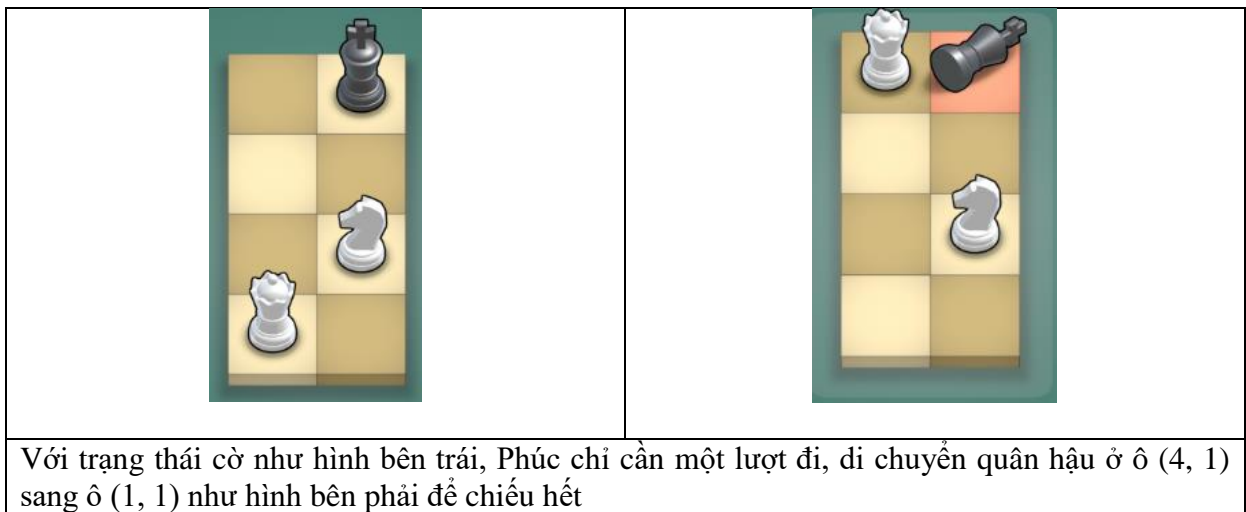 Với trạng thái cờ như hình bên trái, Phúc chỉ cần một lượt đi, di chuyển quân hậu ở ô (4, 1)
sang ô (1, 1) như hình bên phải để chiếu hết